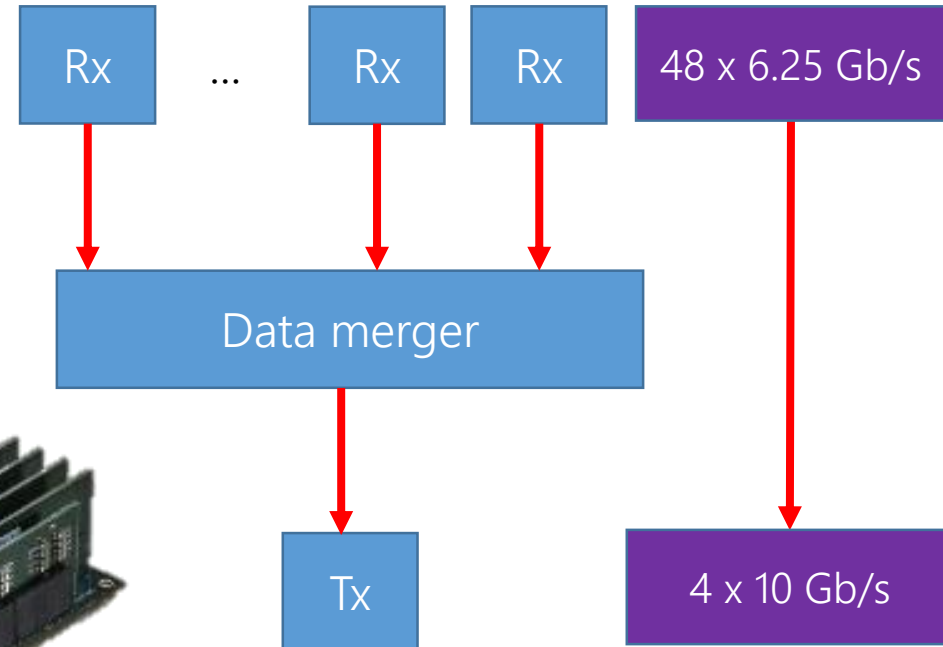 Rx
...
Rx
Rx
48 x 6.25 Gb/s
Data merger
Tx
4 x 10 Gb/s